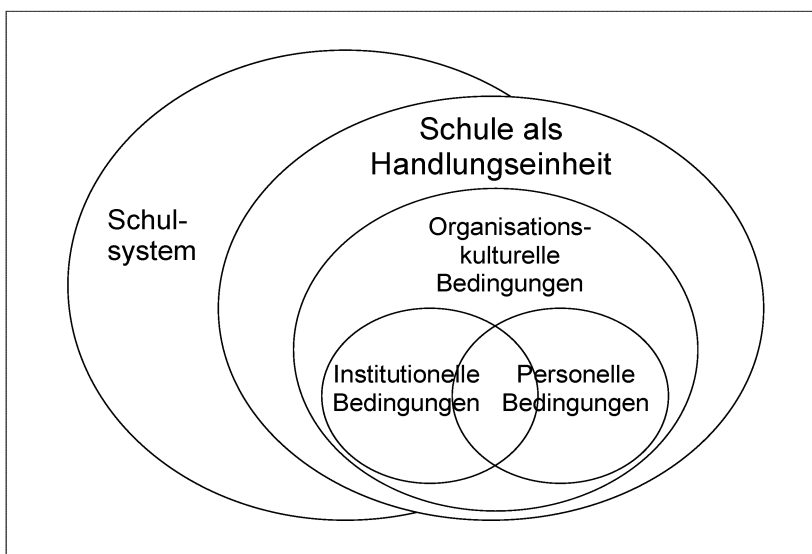 Schule als
Handlungseinheit
Schul-
system
Organisations-
kulturelle
Bedingungen
Institutionelle
Bedingungen
Personelle
Bedingungen